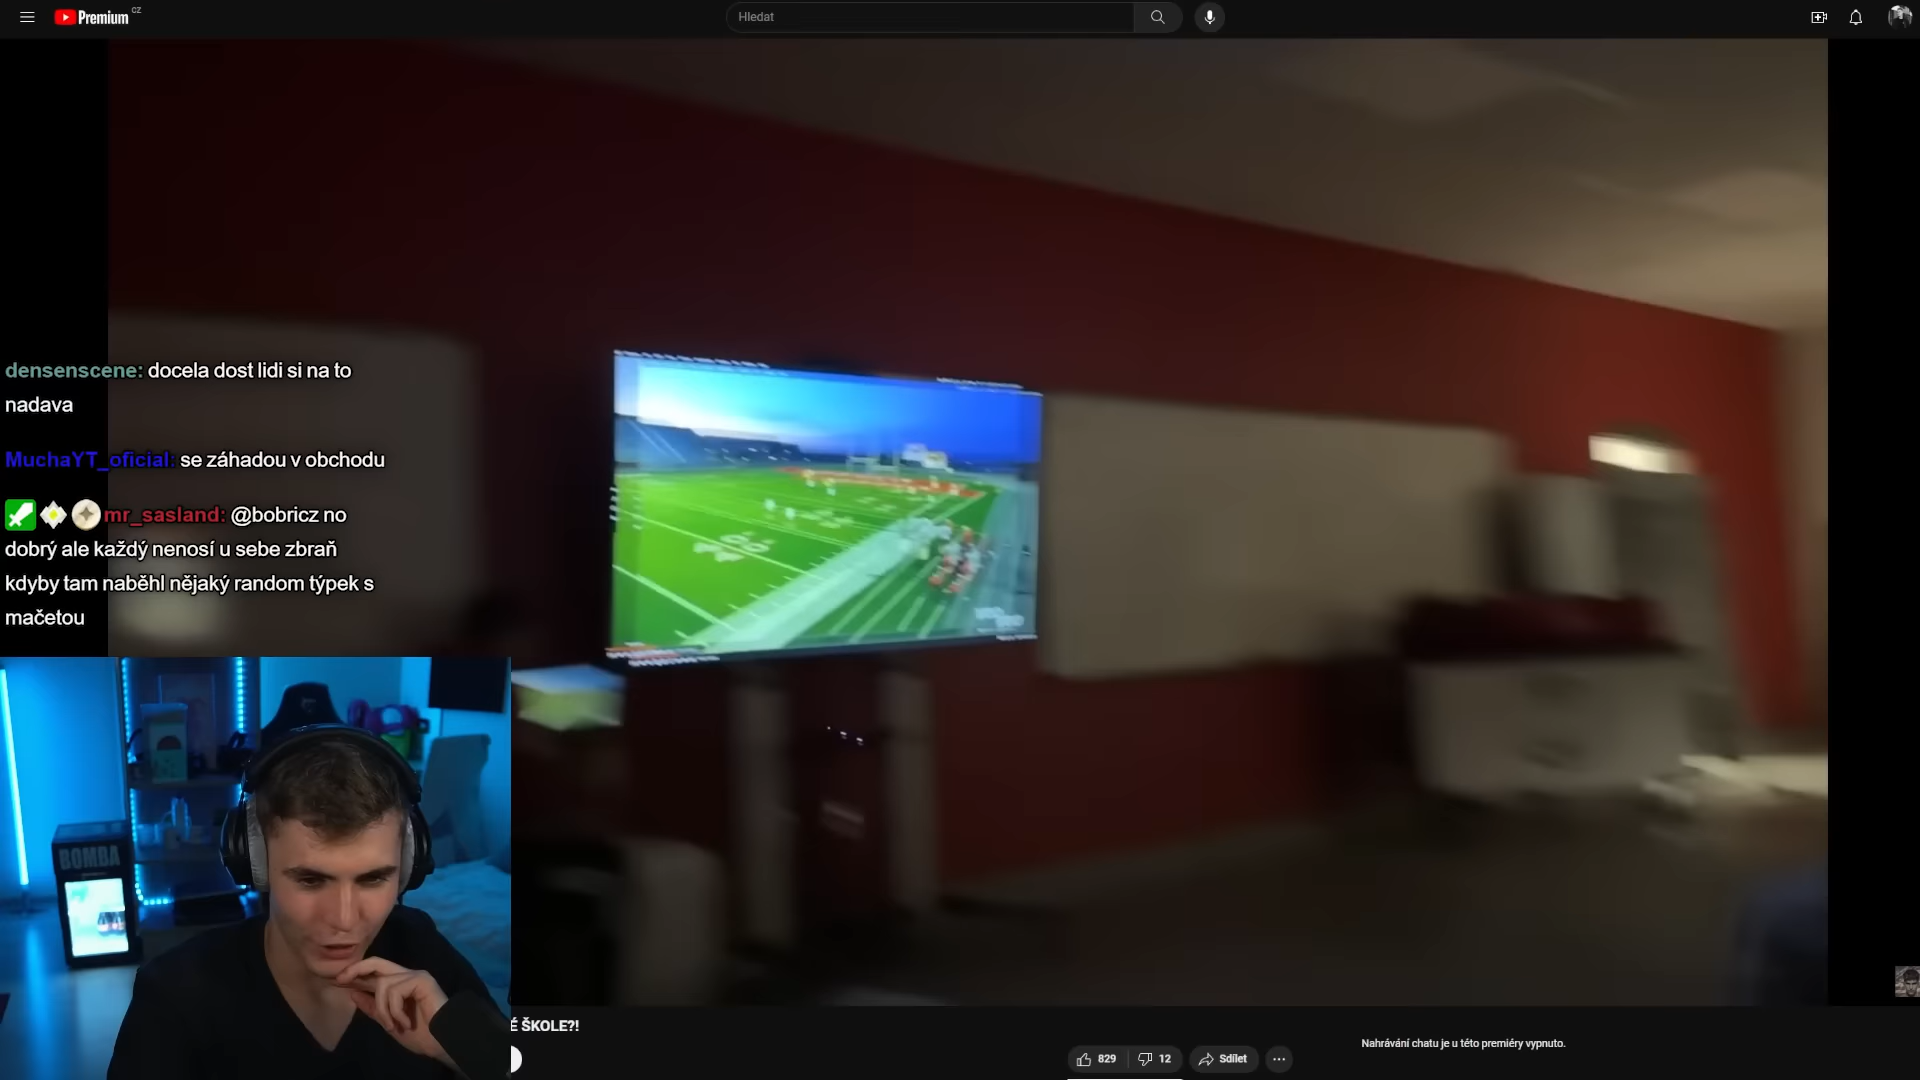 Premium CZ
Hledat
densenscene: docela dost lidi si na to
nadava
MuchaYT_oficial: se záhadou v obchodu
mr_sasland: @bobricz no
dobrý ale každý nenosí u sebe zbraň
kdyby tam naběhl nějaký random týpek s
mačetou
BOMBA
É ŠKOLE?!
829
12
Sdílet
Nahrávání chatu je u této premiéry vypnuto.